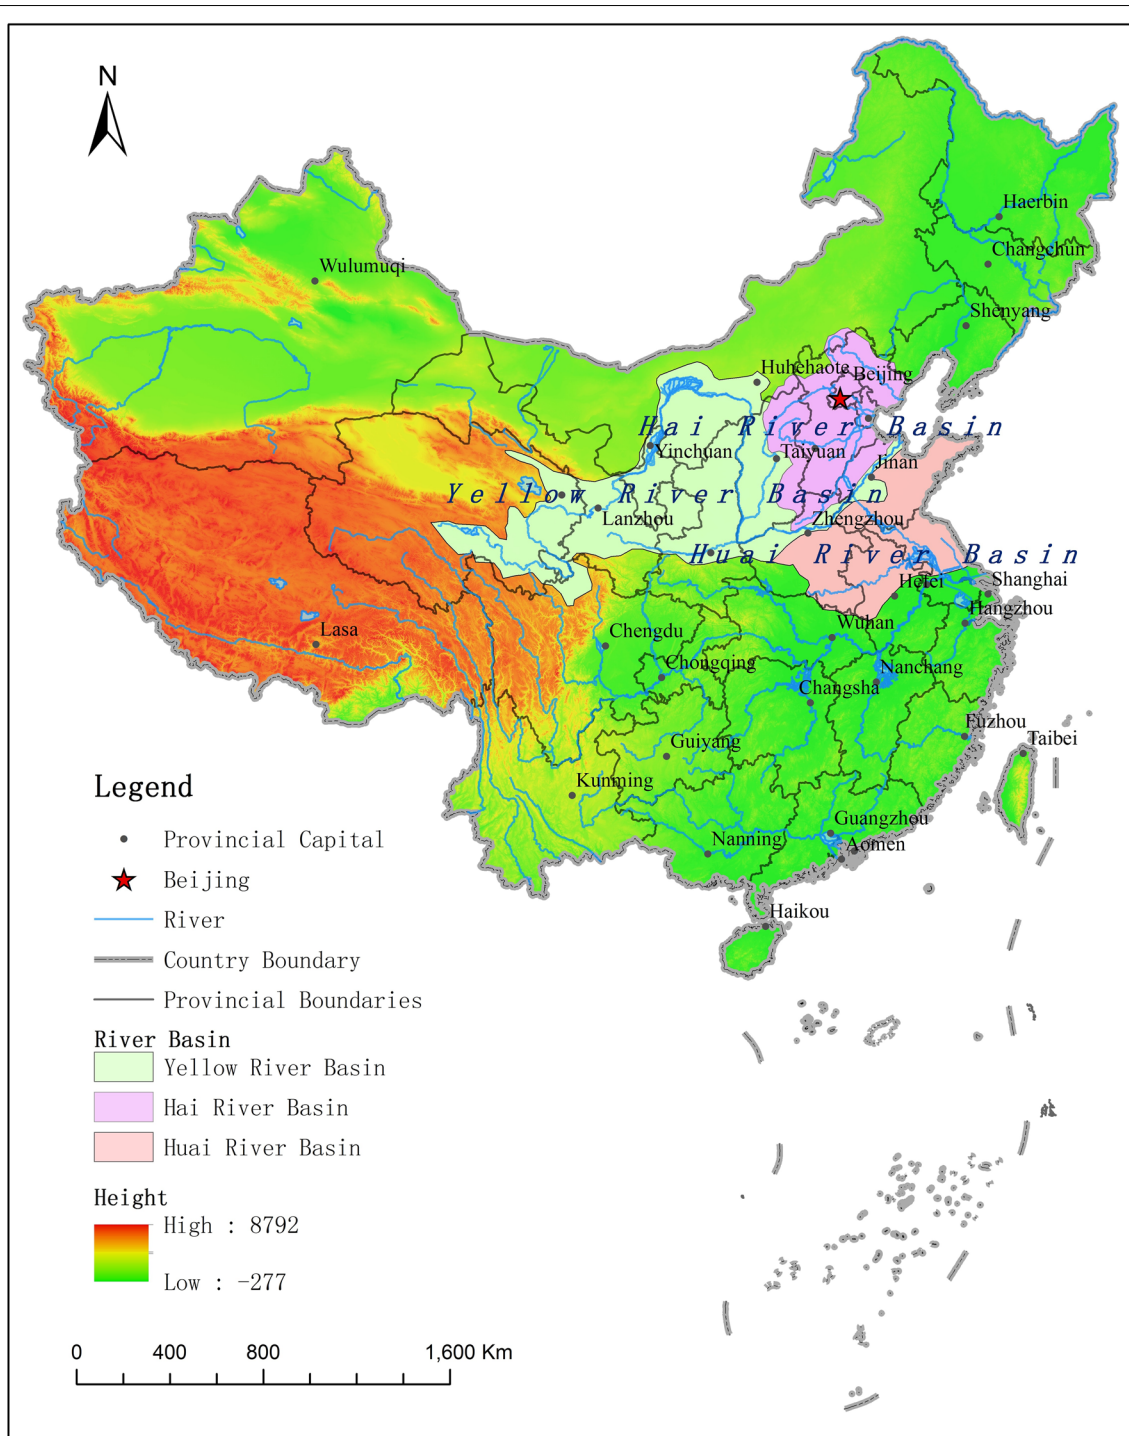 N
Haerbin
Changchun
Wulumuqi
Shenyang
Huhehaote
Beijing
Hai River Basin
Yinchuan
Taiyuan
Jinan
Yellow River Basin
Lanzhou
Zhengzhou
Huai River Basin
Hefei
Shanghai
Hangzhou
Lasa
Chengdu
Wuhan
Chongqing
Nanchang
Changsha
Fuzhou
Taibei
Guiyang
Kunming
Guangzhou
Nanning
Aomen
Haikou
Legend
Provincial Capital
Beijing
River
Country Boundary
Provincial Boundaries
River Basin
Yellow River Basin
Hai River Basin
Huai River Basin
Height
High : 8792
Low : -277
0 400 800 1,600 Km